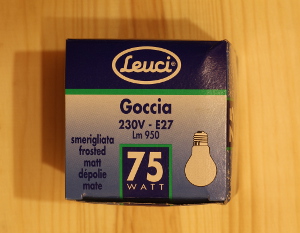 Leuci®
Goccia
230V - E27
Lm 950
smerigliata
frosted
matt
dépolie
mate
75
WATT